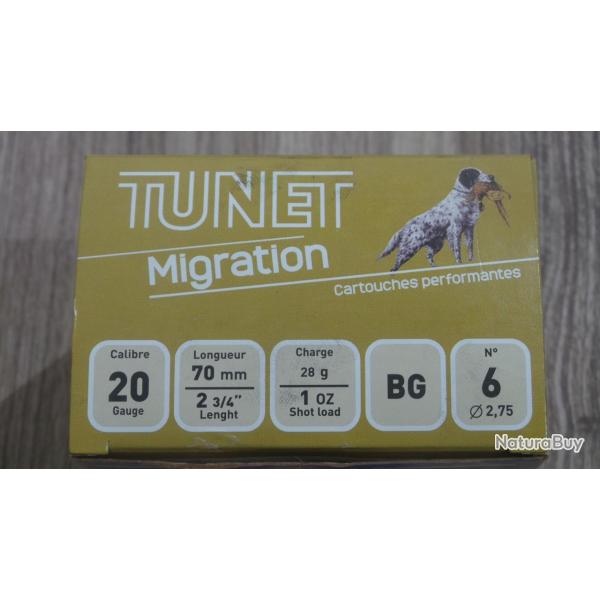 TUNET
Migration
Cartouches performantes
Calibre
20
Gauge
Longueur
70 mm
2 3/4"
Lenght
Charge
28 g
1 OZ
Shot load
BG
N°
6
Ø 2,75
NaturaBuy